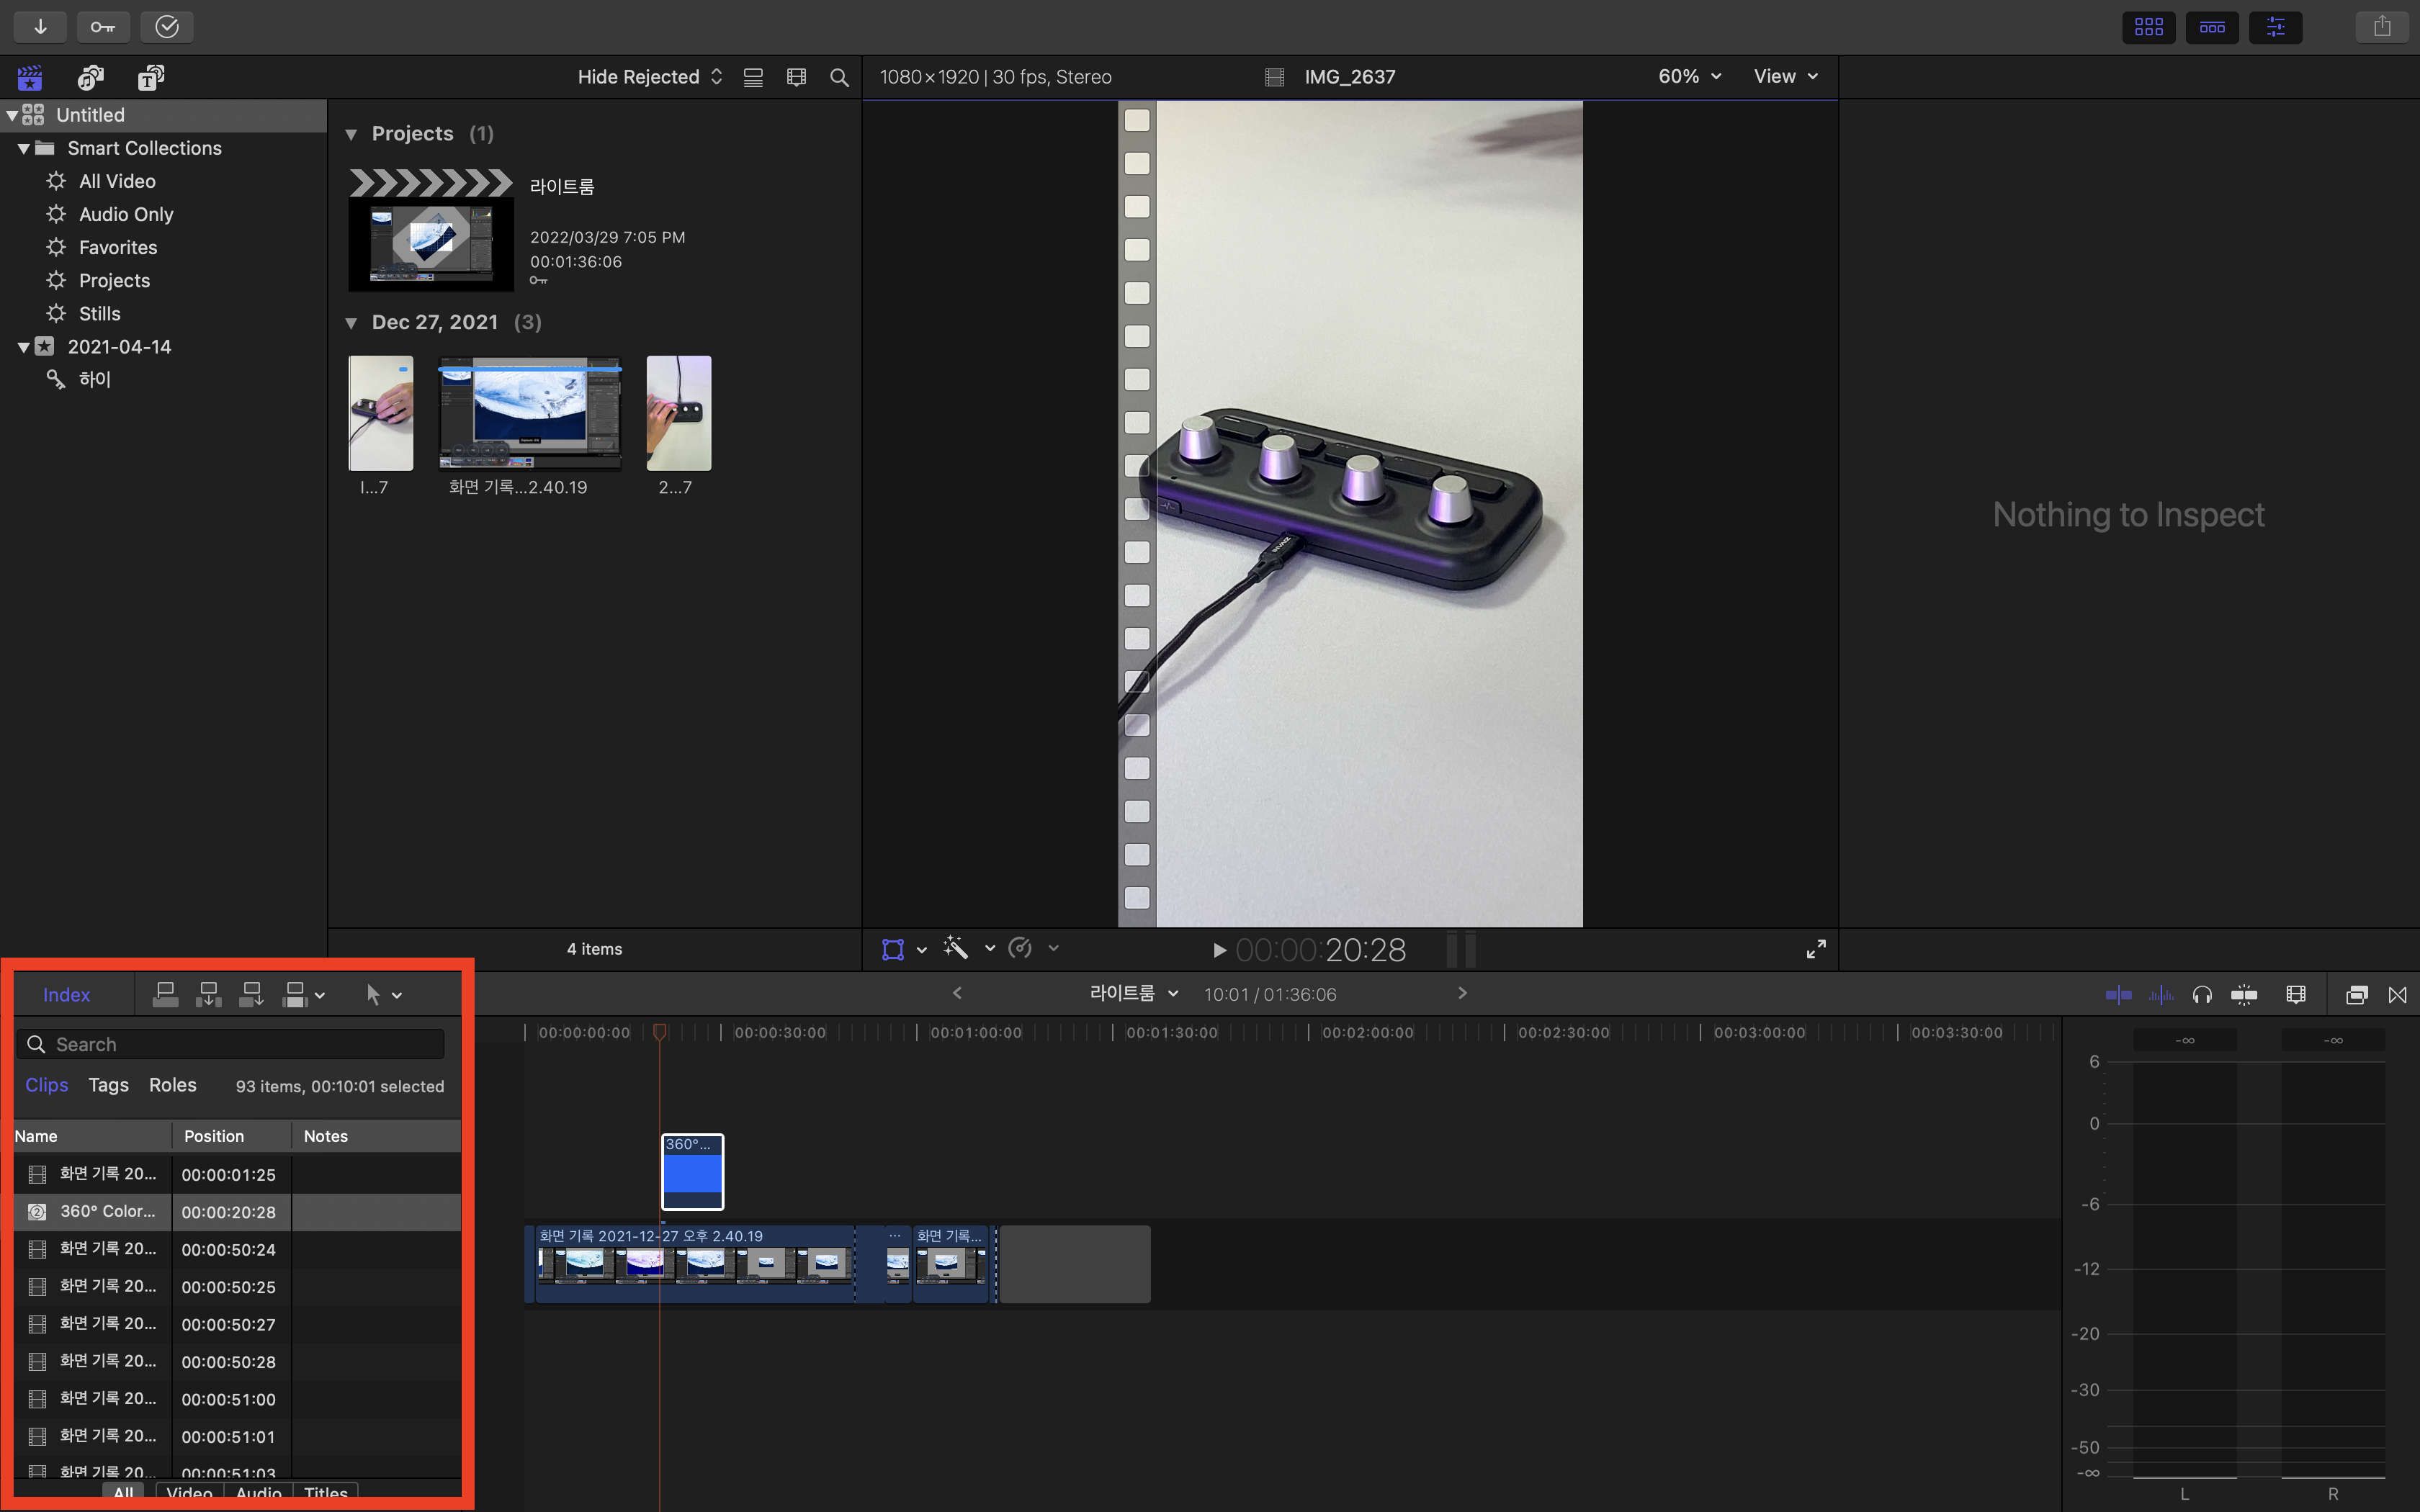 Hide Rejected
1080×1920 | 30 fps, Stereo
IMG_2637
60%
View
Untitled
Smart Collections
All Video
Audio Only
Favorites
Projects
Stills
2021-04-14
하이
Projects (1)
라이트룸
2022/03/29 7:05 PM
00:01:36:06
Dec 27, 2021 (3)
I...7
화면 기록...2.40.19
2...7
4 items
Nothing to Inspect
00:00:20:28
Index
라이트룸
10:01 / 01:36:06
Search
Clips Tags Roles 93 items, 00:10:01 selected
Name Position Notes
화면 기록 20... 00:00:01:25
360° Color... 00:00:20:28
화면 기록 20... 00:00:50:24
화면 기록 20... 00:00:50:25
화면 기록 20... 00:00:50:27
화면 기록 20... 00:00:50:28
화면 기록 20... 00:00:51:00
화면 기록 20... 00:00:51:01
화면 기록 20... 00:00:51:03
All Video Audio Titles
00:00:00:00 00:00:30:00 00:01:00:00 00:01:30:00 00:02:00:00 00:02:30:00 00:03:00:00 00:03:30:00
360°...
화면 기록 2021-12-27 오후 2.40.19
...
화면 기록...
-∞ -∞
6
0
-6
-12
-20
-30
-50
-∞
L R